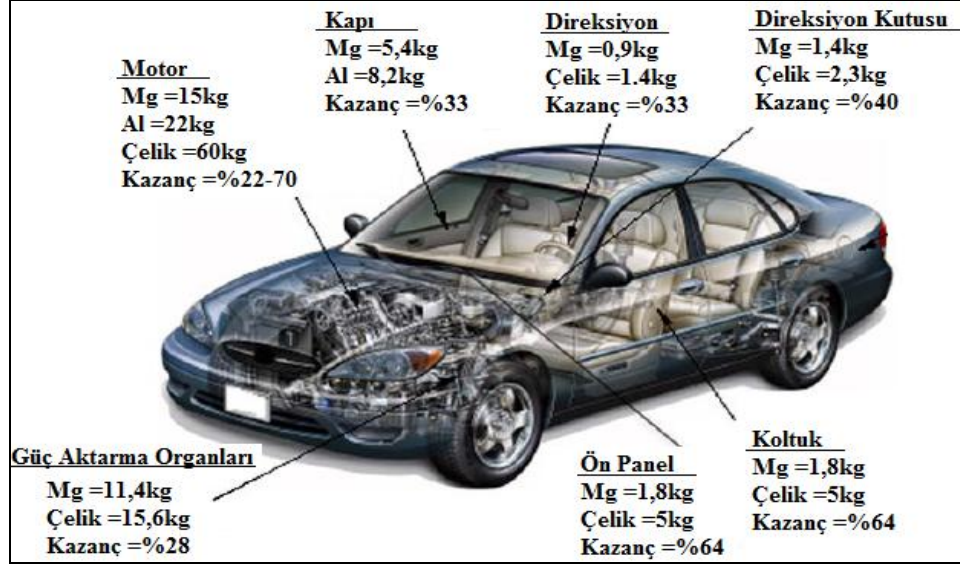 Kapı
Mg =5,4kg
Al =8,2kg
Kazanç =%33
Direksiyon
Mg =0,9kg
Çelik =1.4kg
Kazanç =%33
Direksiyon Kutusu
Mg =1,4kg
Çelik =2,3kg
Kazanç =%40
Motor
Mg =15kg
Al =22kg
Çelik =60kg
Kazanç =%22-70
Güç Aktarma Organları
Mg =11,4kg
Çelik =15,6kg
Kazanç =%28
Ön Panel
Mg =1,8kg
Çelik =5kg
Kazanç =%64
Koltuk
Mg =1,8kg
Çelik =5kg
Kazanç =%64